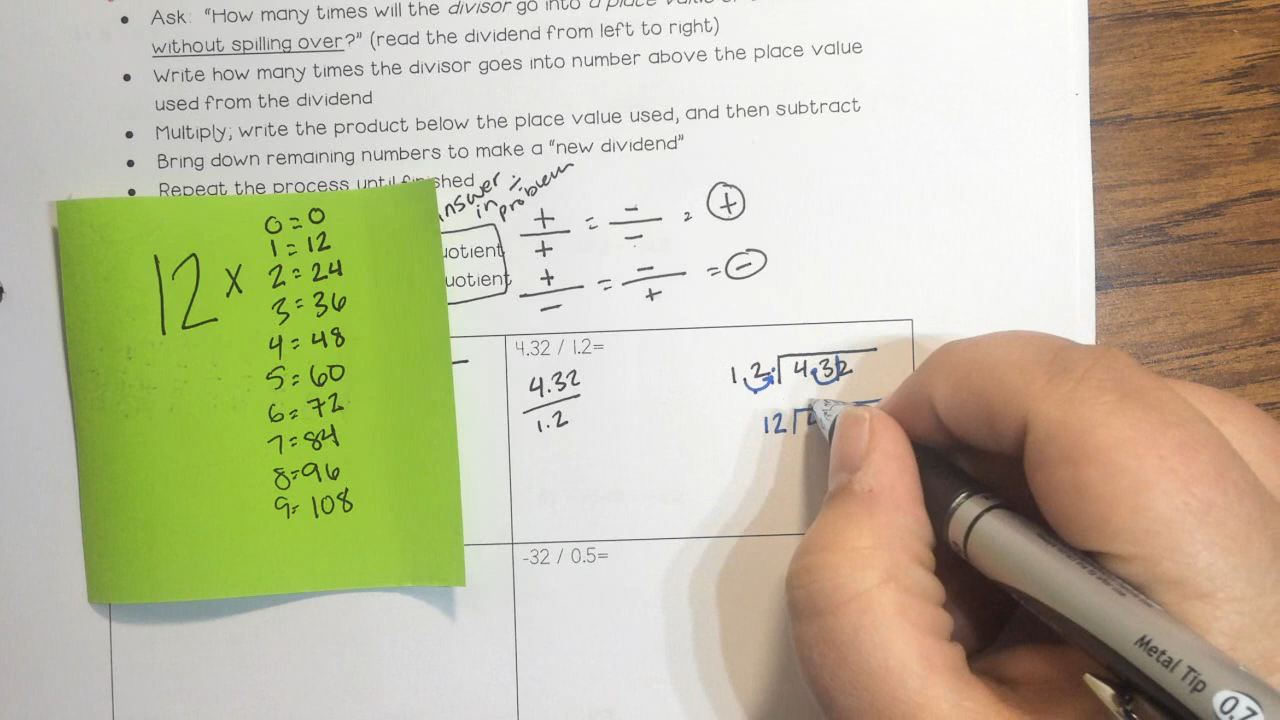 Ask: "How many times will the divisor go into a place value
without spilling over?" (read the dividend from left to right)
Write how many times the divisor goes into number above the place value
used from the dividend
Multiply; write the product below the place value used, and then subtract
Bring down remaining numbers to make a "new dividend"
Repeat the process until finished
answer ÷
in problem
+/+ = -/- = +
uotient
+/- = -/+ = -
uotient
12 x
0=0
1=12
2=24
3=36
4=48
5=60
6=72
7=84
8=96
9=108
4.32 / 1.2=
4.32
1.2
1.2. 4.32
12
-32 / 0.5=
Metal Tip 0.7